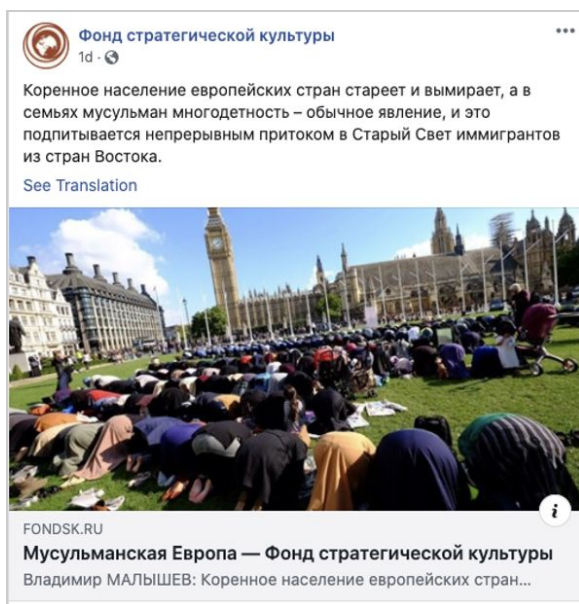 Фонд стратегической культуры
1d ·
Коренное население европейских стран стареет и вымирает, а в
семьях мусульман многодетность – обычное явление, и это
подпитывается непрерывным притоком в Старый Свет иммигрантов
из стран Востока.
See Translation
i
FONDSK.RU
Мусульманская Европа — Фонд стратегической культуры
Владимир МАЛЫШЕВ: Коренное население европейских стран...